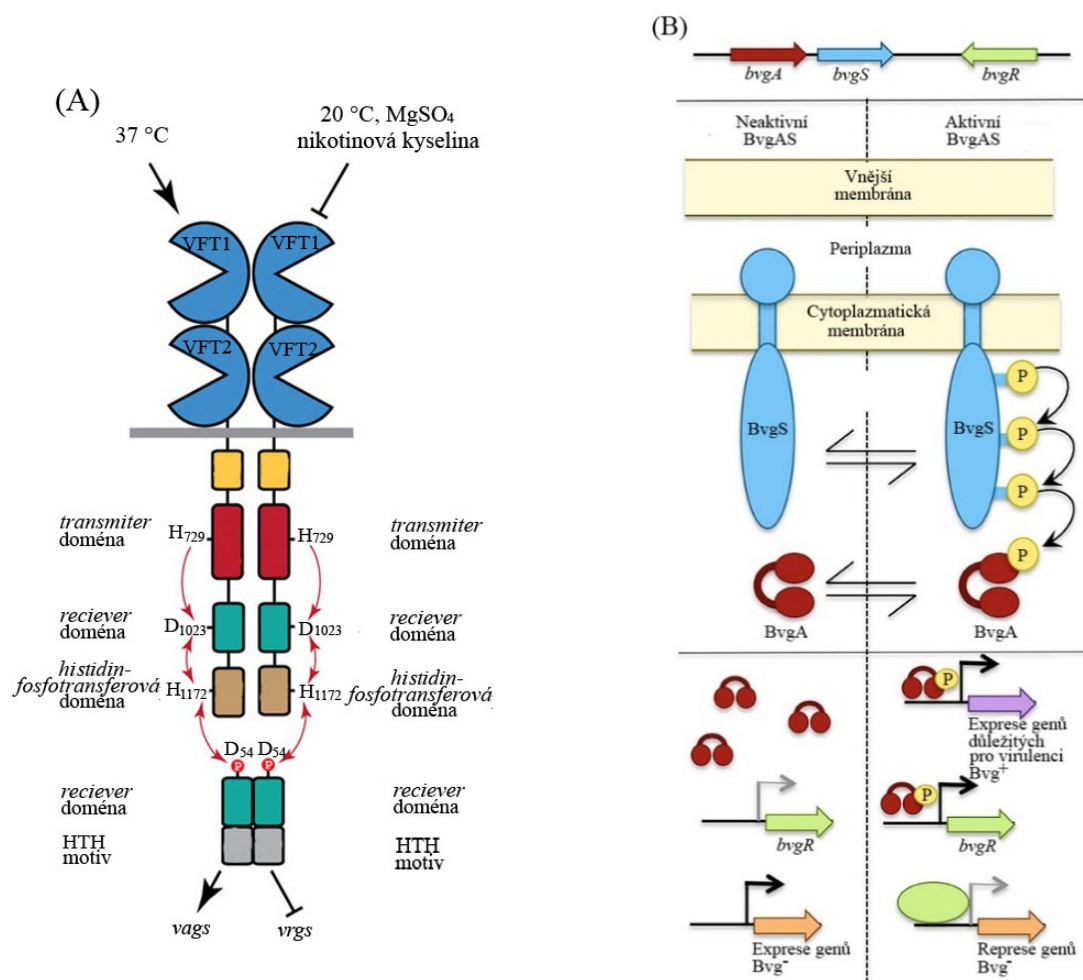 (A)
37 °C
20 °C, MgSO₄
nikotinová kyselina
VFT1
VFT1
VFT2
VFT2
transmiter
doména
H₇₂₉
H₇₂₉
transmiter
doména
reciever
doména
D₁₀₂₃
D₁₀₂₃
reciever
doména
histidin-
fosfotransferová
doména
H₁₁₇₂
H₁₁₇₂
histidin-
fosfotransferová
doména
D₅₄ D₅₄
P P
reciever
doména
reciever
doména
HTH
motiv
HTH
motiv
vags
vrgs
(B)
bvgA
bvgS
bvgR
Neaktivní
BvgAS
Aktivní
BvgAS
Vnější
membrána
Periplazma
Cytoplazmatická
membrána
BvgS
BvgS
P
P
P
P
BvgA
BvgA
P
Exprese genů
důležitých
pro virulenci
Bvg⁺
P
bvgR
bvgR
Exprese genů
Bvg⁻
Represe genů
Bvg⁻